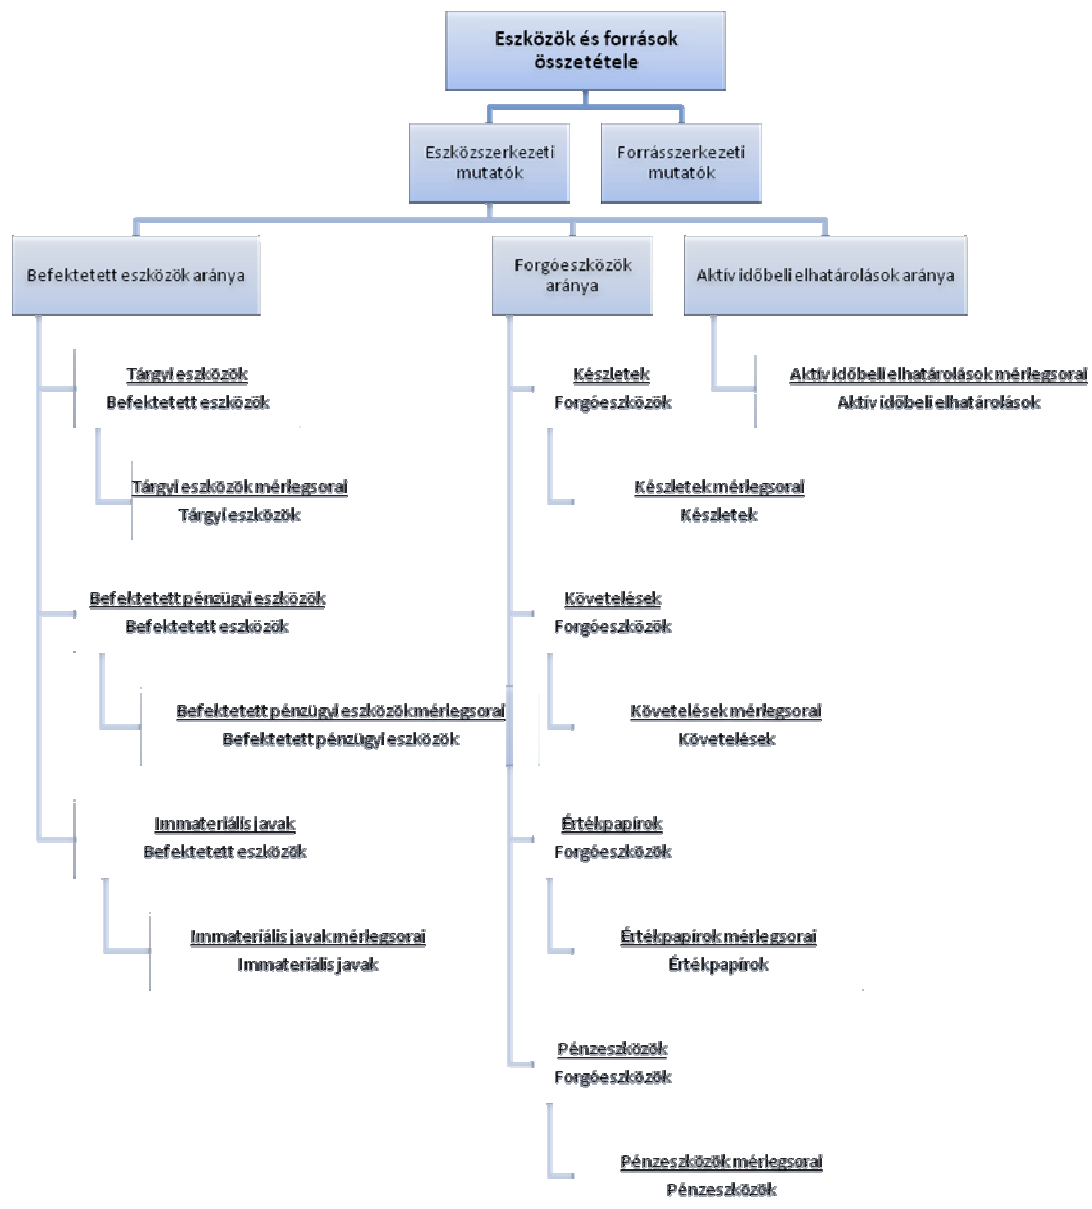 Eszközök és források
összetétele
Eszközszerkezeti
mutatók
Forrásszerkezeti
mutatók
Befektetett eszközök aránya
Forgóeszközök
aránya
Aktív időbeli elhatárolások aránya
Tárgyi eszközök
Befektetett eszközök
Tárgyi eszközök mérlegsorai
Tárgyi eszközök
Befektetett pénzügyi eszközök
Befektetett eszközök
Befektetett pénzügyi eszközök mérlegsorai
Befektetett pénzügyi eszközök
Immateriális javak
Befektetett eszközök
Immateriális javak mérlegsorai
Immateriális javak
Készletek
Forgóeszközök
Készletek mérlegsorai
Készletek
Követelések
Forgóeszközök
Követelések mérlegsorai
Követelések
Értékpapírok
Forgóeszközök
Értékpapírok mérlegsorai
Értékpapírok
Pénzeszközök
Forgóeszközök
Pénzeszközök mérlegsorai
Pénzeszközök
Aktív időbeli elhatárolások mérlegsorai
Aktív időbeli elhatárolások